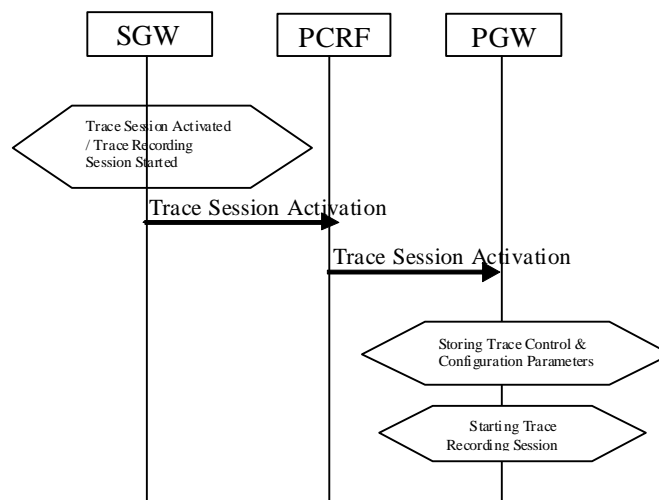 SGW
PCRF
PGW
Trace Session Activated
/ Trace Recording
Session Started
Trace Session Activation
Trace Session Activation
Storing Trace Control &
Configuration Parameters
Starting Trace
Recording Session